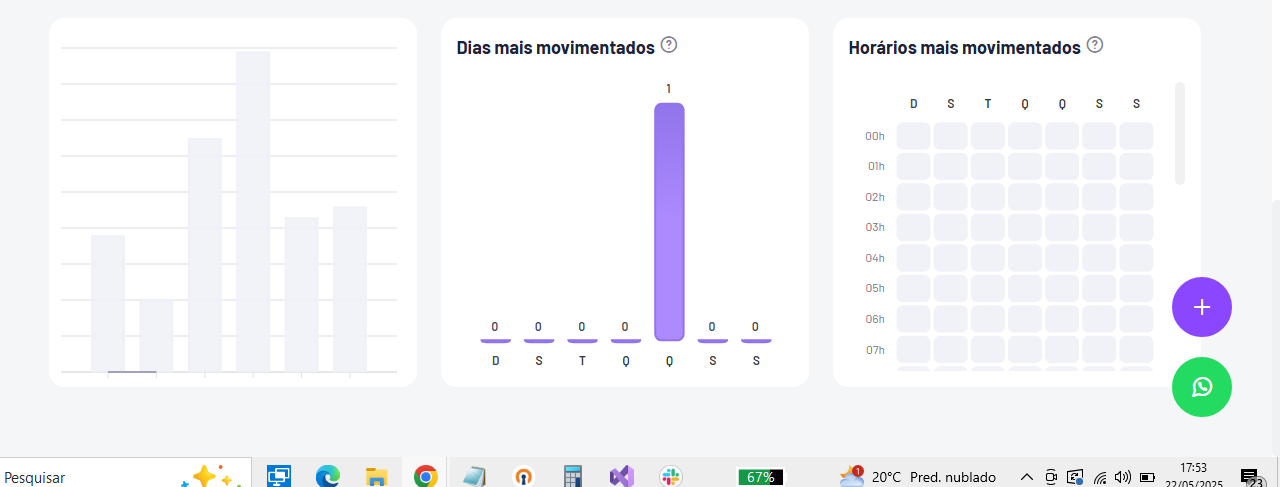 Dias mais movimentados ?
1
0 0 0 0 0 0
D S T Q Q S S
Horários mais movimentados ?
D S T Q Q S S
00h
01h
02h
03h
04h
05h
06h
07h
Pesquisar
67%
1
20°C Pred. nublado
17:53
22/05/2025
23